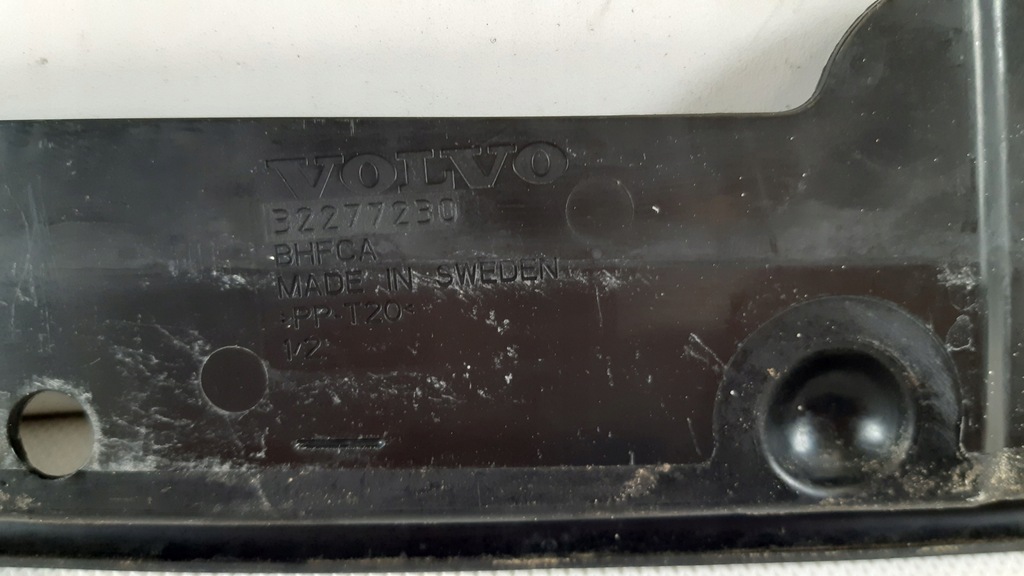 VOLVO
32277230
BHFCA
MADE IN SWEDEN
>PP-T20<
1/2